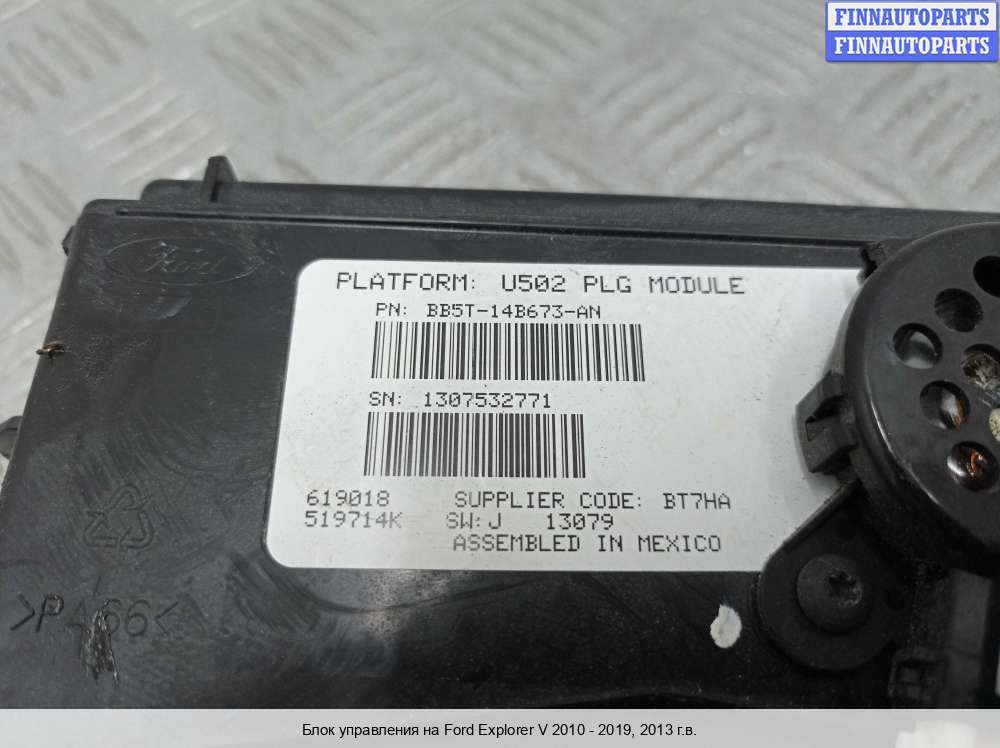 FINNAUTOPARTS
FINNAUTOPARTS
Ford
PLATFORM: U502 PLG MODULE
PN: BB5T-14B673-AN
SN: 1307532771
619018 SUPPLIER CODE: BT7HA
519714K SW:J 13079
ASSEMBLED IN MEXICO
>PA66<
Блок управления на Ford Explorer V 2010 - 2019, 2013 г.в.